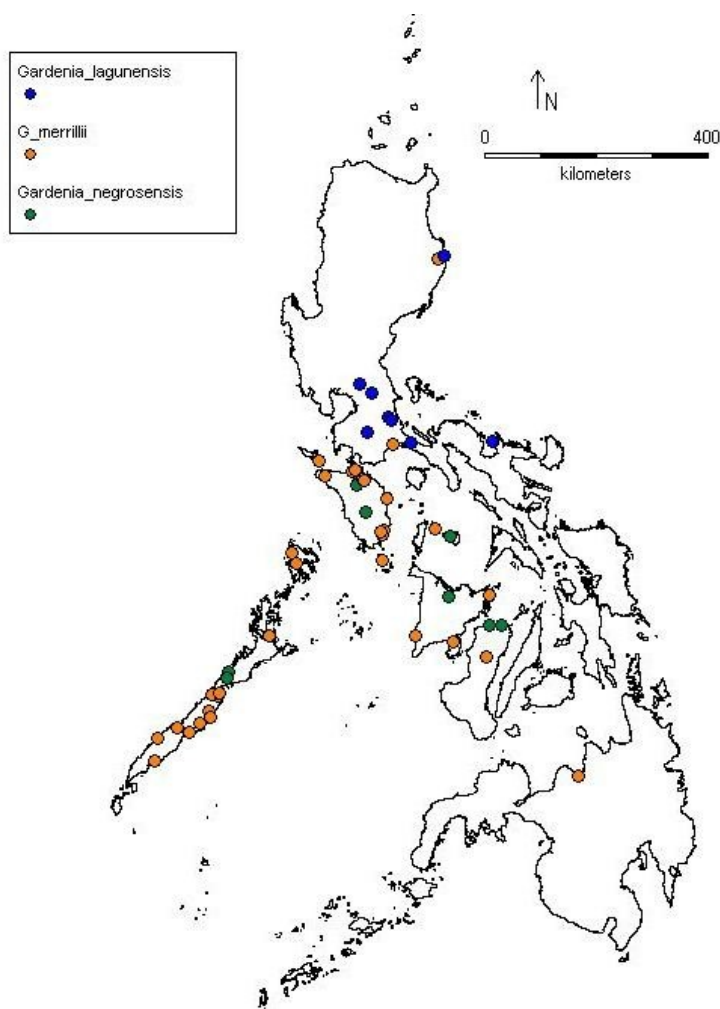 Gardenia_lagunensis
G_merrillii
Gardenia_negrosensis
N
0 400
kilometers